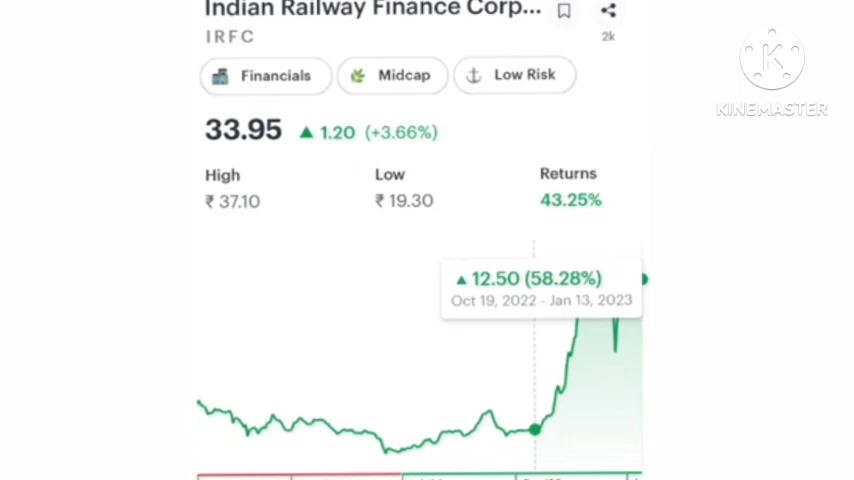 Indian Railway Finance Corp...
IRFC
2k
KINEMASTER
Financials
Midcap
Low Risk
33.95 ▲ 1.20 (+3.66%)
High Low Returns
₹ 37.10 ₹ 19.30 43.25%
▲ 12.50 (58.28%)
Oct 19, 2022 - Jan 13, 2023